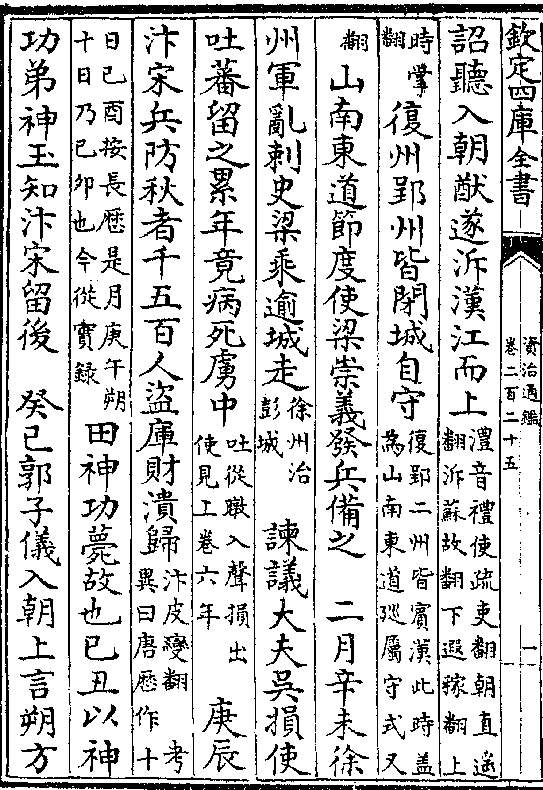 欽定四庫全書
資治通鑑
卷二百二十五
一
詔聽入朝猷遂泝漢江而上
澧音禮使疏吏翻朝直遥
翻泝蘇故翻下遐稼翻上
時掌
翻
復州郢州皆閉城自守
復郢二州皆賓漢此時盖
為山南東道廵屬守式又
翻
山南東道節度使梁崇義發兵備之　二月辛未徐
州軍亂刺史梁乘逾城走
徐州治
彭城
諫議大夫吳損使
吐蕃留之累年竟病死虜中
吐從暾入聲損出
使見上卷六年
庚辰
汴宋兵防秋者千五百人盜庫財潰歸
汴皮變翻　考
異曰唐厯作十
日己酉按長厯是月庚午朔
十日乃己卯也今從實録
田神功薨故也己丑以神
功弟神玉知汴宋留後　癸已郭子儀入朝上言朔方